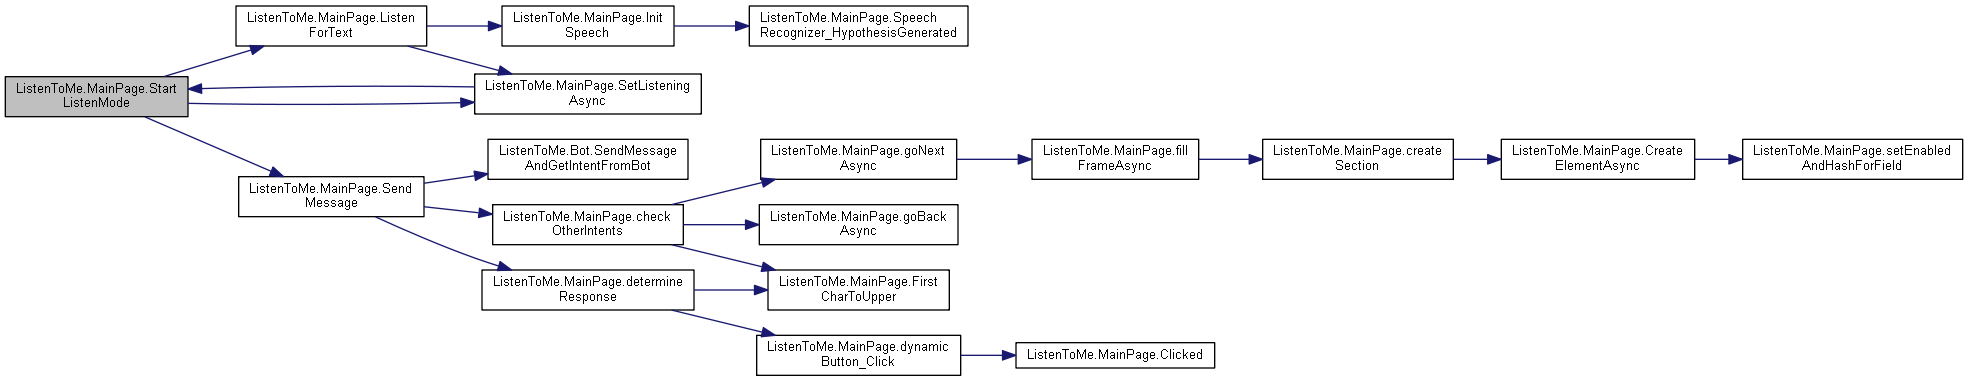 ListenToMe.MainPage.Start
ListenMode
ListenToMe.MainPage.Listen
ForText
ListenToMe.MainPage.Init
Speech
ListenToMe.MainPage.Speech
Recognizer_HypothesisGenerated
ListenToMe.MainPage.SetListening
Async
ListenToMe.MainPage.Send
Message
ListenToMe.Bot.SendMessage
AndGetIntentFromBot
ListenToMe.MainPage.check
OtherIntents
ListenToMe.MainPage.goNext
Async
ListenToMe.MainPage.fill
FrameAsync
ListenToMe.MainPage.create
Section
ListenToMe.MainPage.Create
ElementAsync
ListenToMe.MainPage.setEnabled
AndHashForField
ListenToMe.MainPage.goBack
Async
ListenToMe.MainPage.First
CharToUpper
ListenToMe.MainPage.determine
Response
ListenToMe.MainPage.dynamic
Button_Click
ListenToMe.MainPage.Clicked